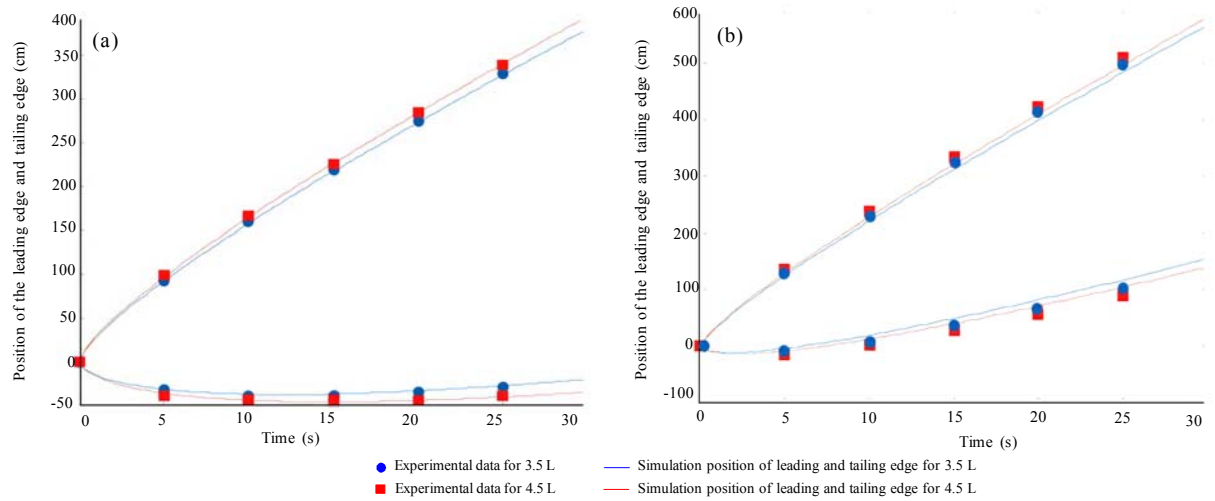 (a)
Position of the leading edge and tailing edge (cm)
400
350
300
250
200
150
100
50
0
-50
0 5 10 15 20 25 30
Time (s)
(b)
Position of the leading edge and tailing edge (cm)
600
500
400
300
200
100
0
-100
0 5 10 15 20 25 30
Time (s)
Experimental data for 3.5 L
Simulation position of leading and tailing edge for 3.5 L
Experimental data for 4.5 L
Simulation position of leading and tailing edge for 4.5 L